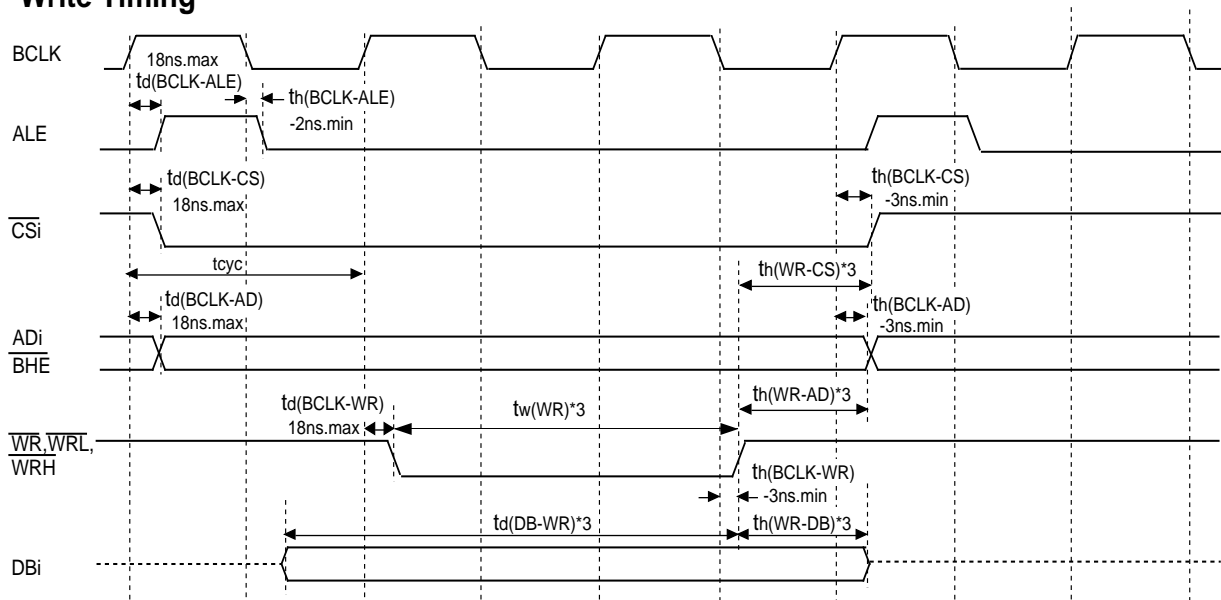 Write Timing
BCLK
18ns.max
td(BCLK-ALE)
th(BCLK-ALE)
-2ns.min
ALE
td(BCLK-CS)
18ns.max
th(BCLK-CS)
-3ns.min
CSi
tcyc
th(WR-CS)*3
td(BCLK-AD)
18ns.max
th(BCLK-AD)
-3ns.min
ADi
BHE
td(BCLK-WR)
18ns.max
tw(WR)*3
th(WR-AD)*3
WR,WRL,
WRH
th(BCLK-WR)
-3ns.min
td(DB-WR)*3
th(WR-DB)*3
DBi